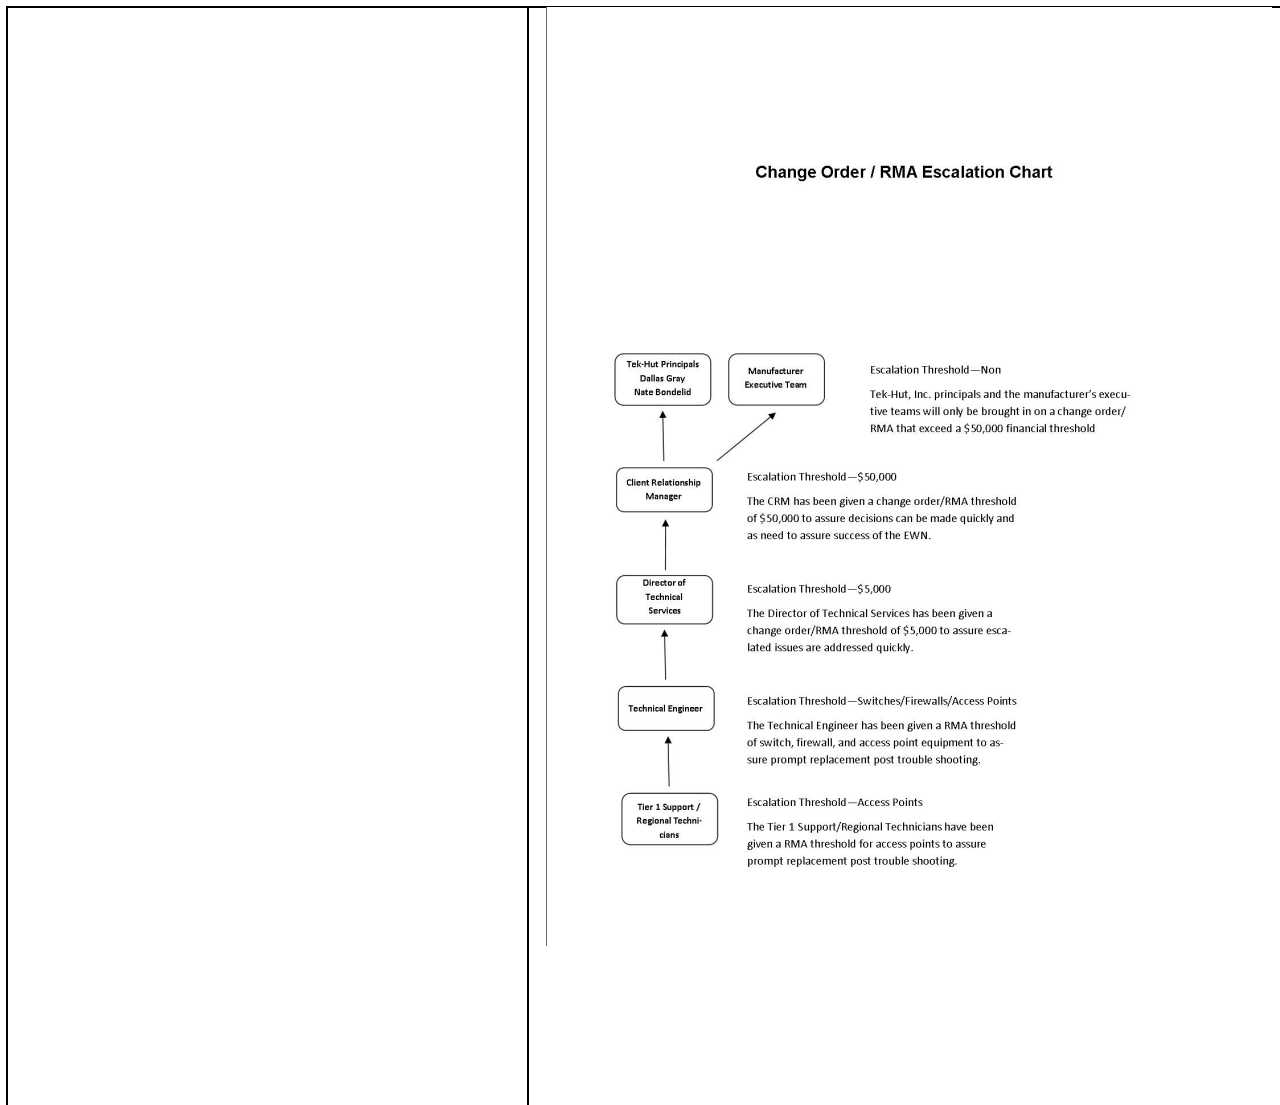 Change Order / RMA Escalation Chart
Tek-Hut Principals
Dallas Gray
Nate Bondelid
Manufacturer
Executive Team
Escalation Threshold—Non
Tek-Hut, Inc. principals and the manufacturer's execu-
tive teams will only be brought in on a change order/
RMA that exceed a $50,000 financial threshold
Client Relationship
Manager
Escalation Threshold—$50,000
The CRM has been given a change order/RMA threshold
of $50,000 to assure decisions can be made quickly and
as need to assure success of the EWN.
Director of
Technical
Services
Escalation Threshold—$5,000
The Director of Technical Services has been given a
change order/RMA threshold of $5,000 to assure esca-
lated issues are addressed quickly.
Technical Engineer
Escalation Threshold—Switches/Firewalls/Access Points
The Technical Engineer has been given a RMA threshold
of switch, firewall, and access point equipment to as-
sure prompt replacement post trouble shooting.
Tier 1 Support /
Regional Techni-
cians
Escalation Threshold—Access Points
The Tier 1 Support/Regional Technicians have been
given a RMA threshold for access points to assure
prompt replacement post trouble shooting.